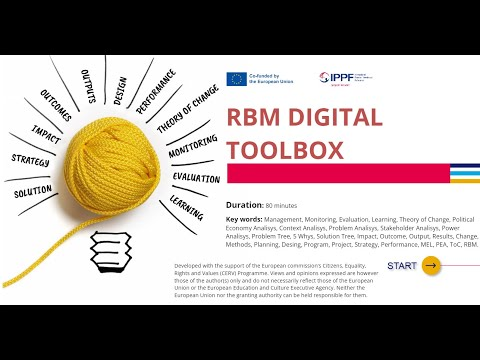 SOLUTION
STRATEGY
IMPACT
OUTCOMES
OUTPUTS
DESIGN
PERFORMANCE
THEORY OF CHANGE
MONITORING
EVALUATION
LEARNING
Co-funded by
the European Union
IPPF
RBM DIGITAL
TOOLBOX
Duration: 80 minutes
Key words: Management, Monitoring, Evaluation, Learning, Theory of Change, Political
Economy Analisys, Context Analisys, Problem Analisys, Stakeholder Analisys, Power
Analisys, Problem Tree, 5 Whys, Solution Tree, Impact, Outcome, Output, Results, Change,
Methods, Planning, Desing, Program, Project, Strategy, Performance, MEL, PEA, ToC, RBM.
Developed with the support of the European commission's Citizens, Equality,
Rights and Values (CERV) Programme. Views and opinions expressed are however
those of the author(s) only and do not necessarily reflect those of the European
Union or the European Education and Culture Executive Agency. Neither the
European Union nor the granting authority can be held responsible for them.
START